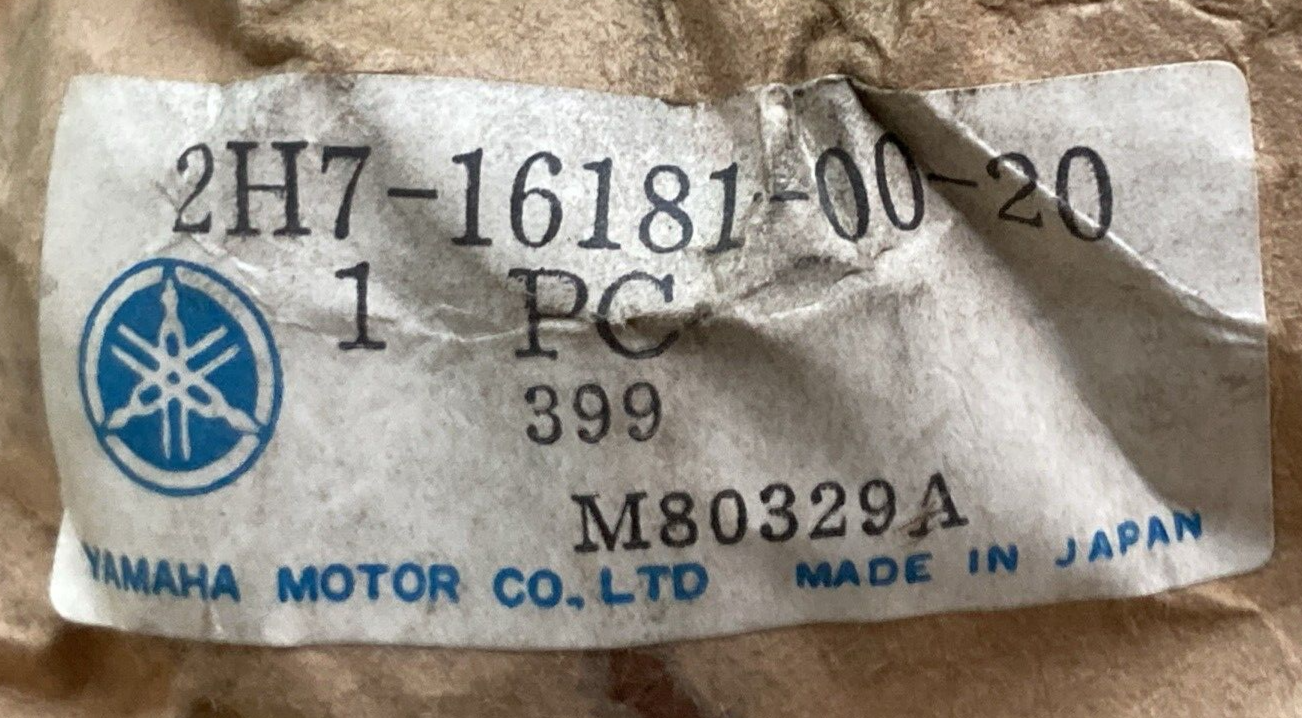 2H7-16181-00-20
1 PC
399
M80329A
YAMAHA MOTOR CO., LTD MADE IN JAPAN